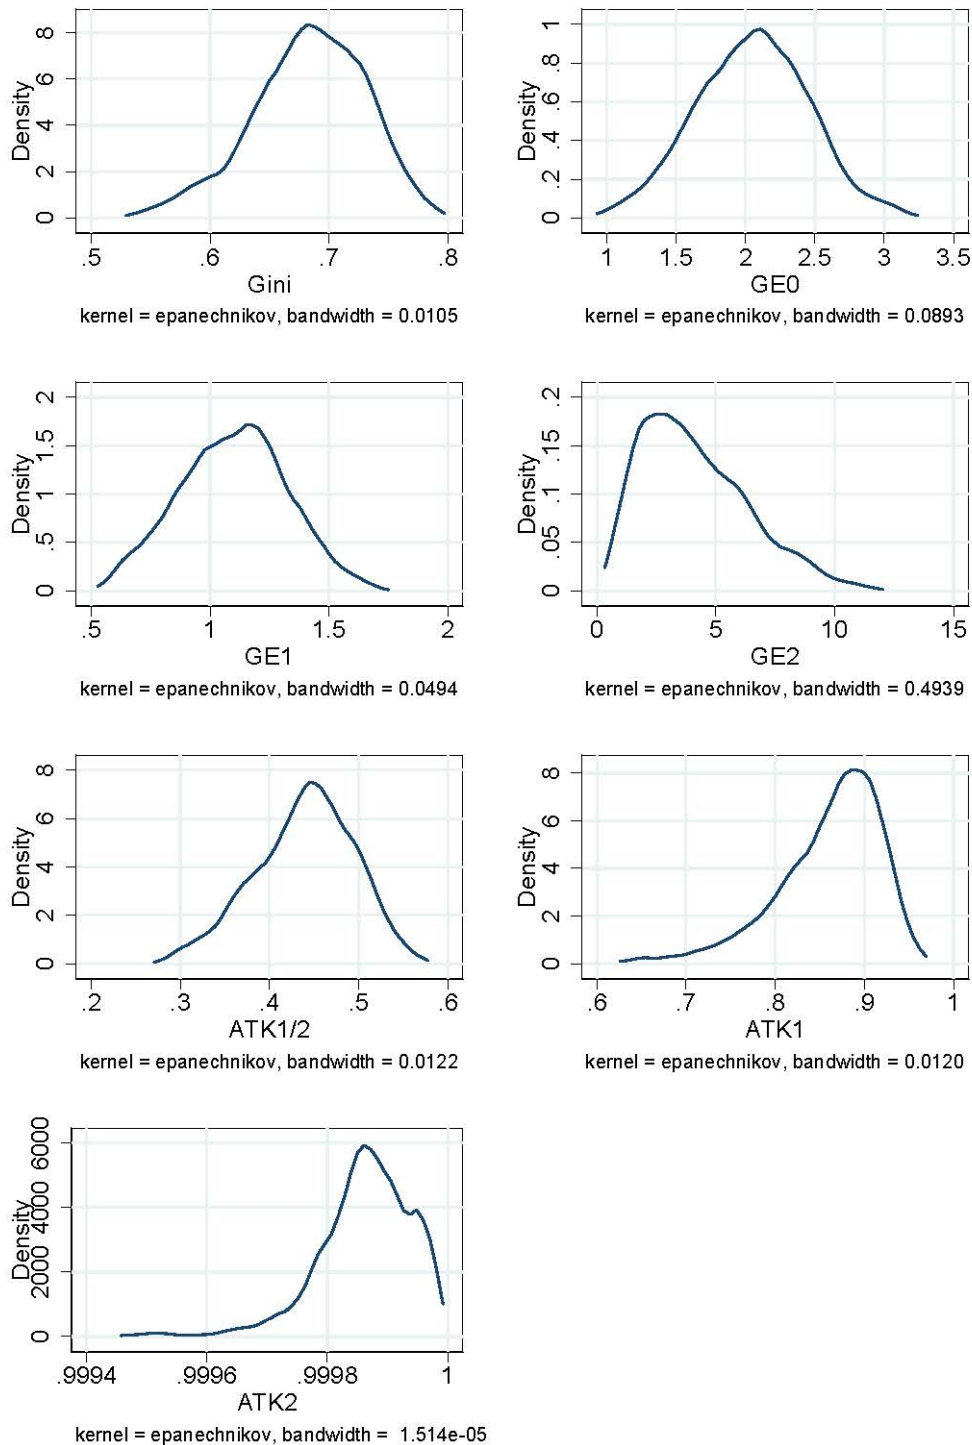 Density
8
6
4
2
0
.5 .6 .7 .8
Gini
kernel = epanechnikov, bandwidth = 0.0105
Density
1
.8
.6
.4
.2
0
1 1.5 2 2.5 3 3.5
GE0
kernel = epanechnikov, bandwidth = 0.0893
Density
2
1.5
1
.5
0
.5 1 1.5 2
GE1
kernel = epanechnikov, bandwidth = 0.0494
Density
.2
.15
.1
.05
0
0 5 10 15
GE2
kernel = epanechnikov, bandwidth = 0.4939
Density
8
6
4
2
0
.2 .3 .4 .5 .6
ATK1/2
kernel = epanechnikov, bandwidth = 0.0122
Density
8
6
4
2
0
.6 .7 .8 .9 1
ATK1
kernel = epanechnikov, bandwidth = 0.0120
Density
6000
4000
2000
0
.9994 .9996 .9998 1
ATK2
kernel = epanechnikov, bandwidth = 1.514e-05